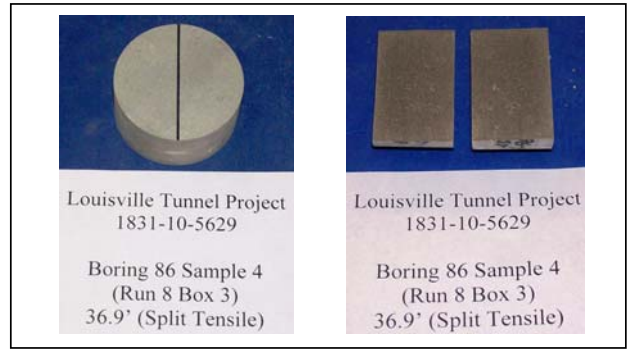 Louisville Tunnel Project
1831-10-5629
Boring 86 Sample 4
(Run 8 Box 3)
36.9' (Split Tensile)
Louisville Tunnel Project
1831-10-5629
Boring 86 Sample 4
(Run 8 Box 3)
36.9' (Split Tensile)